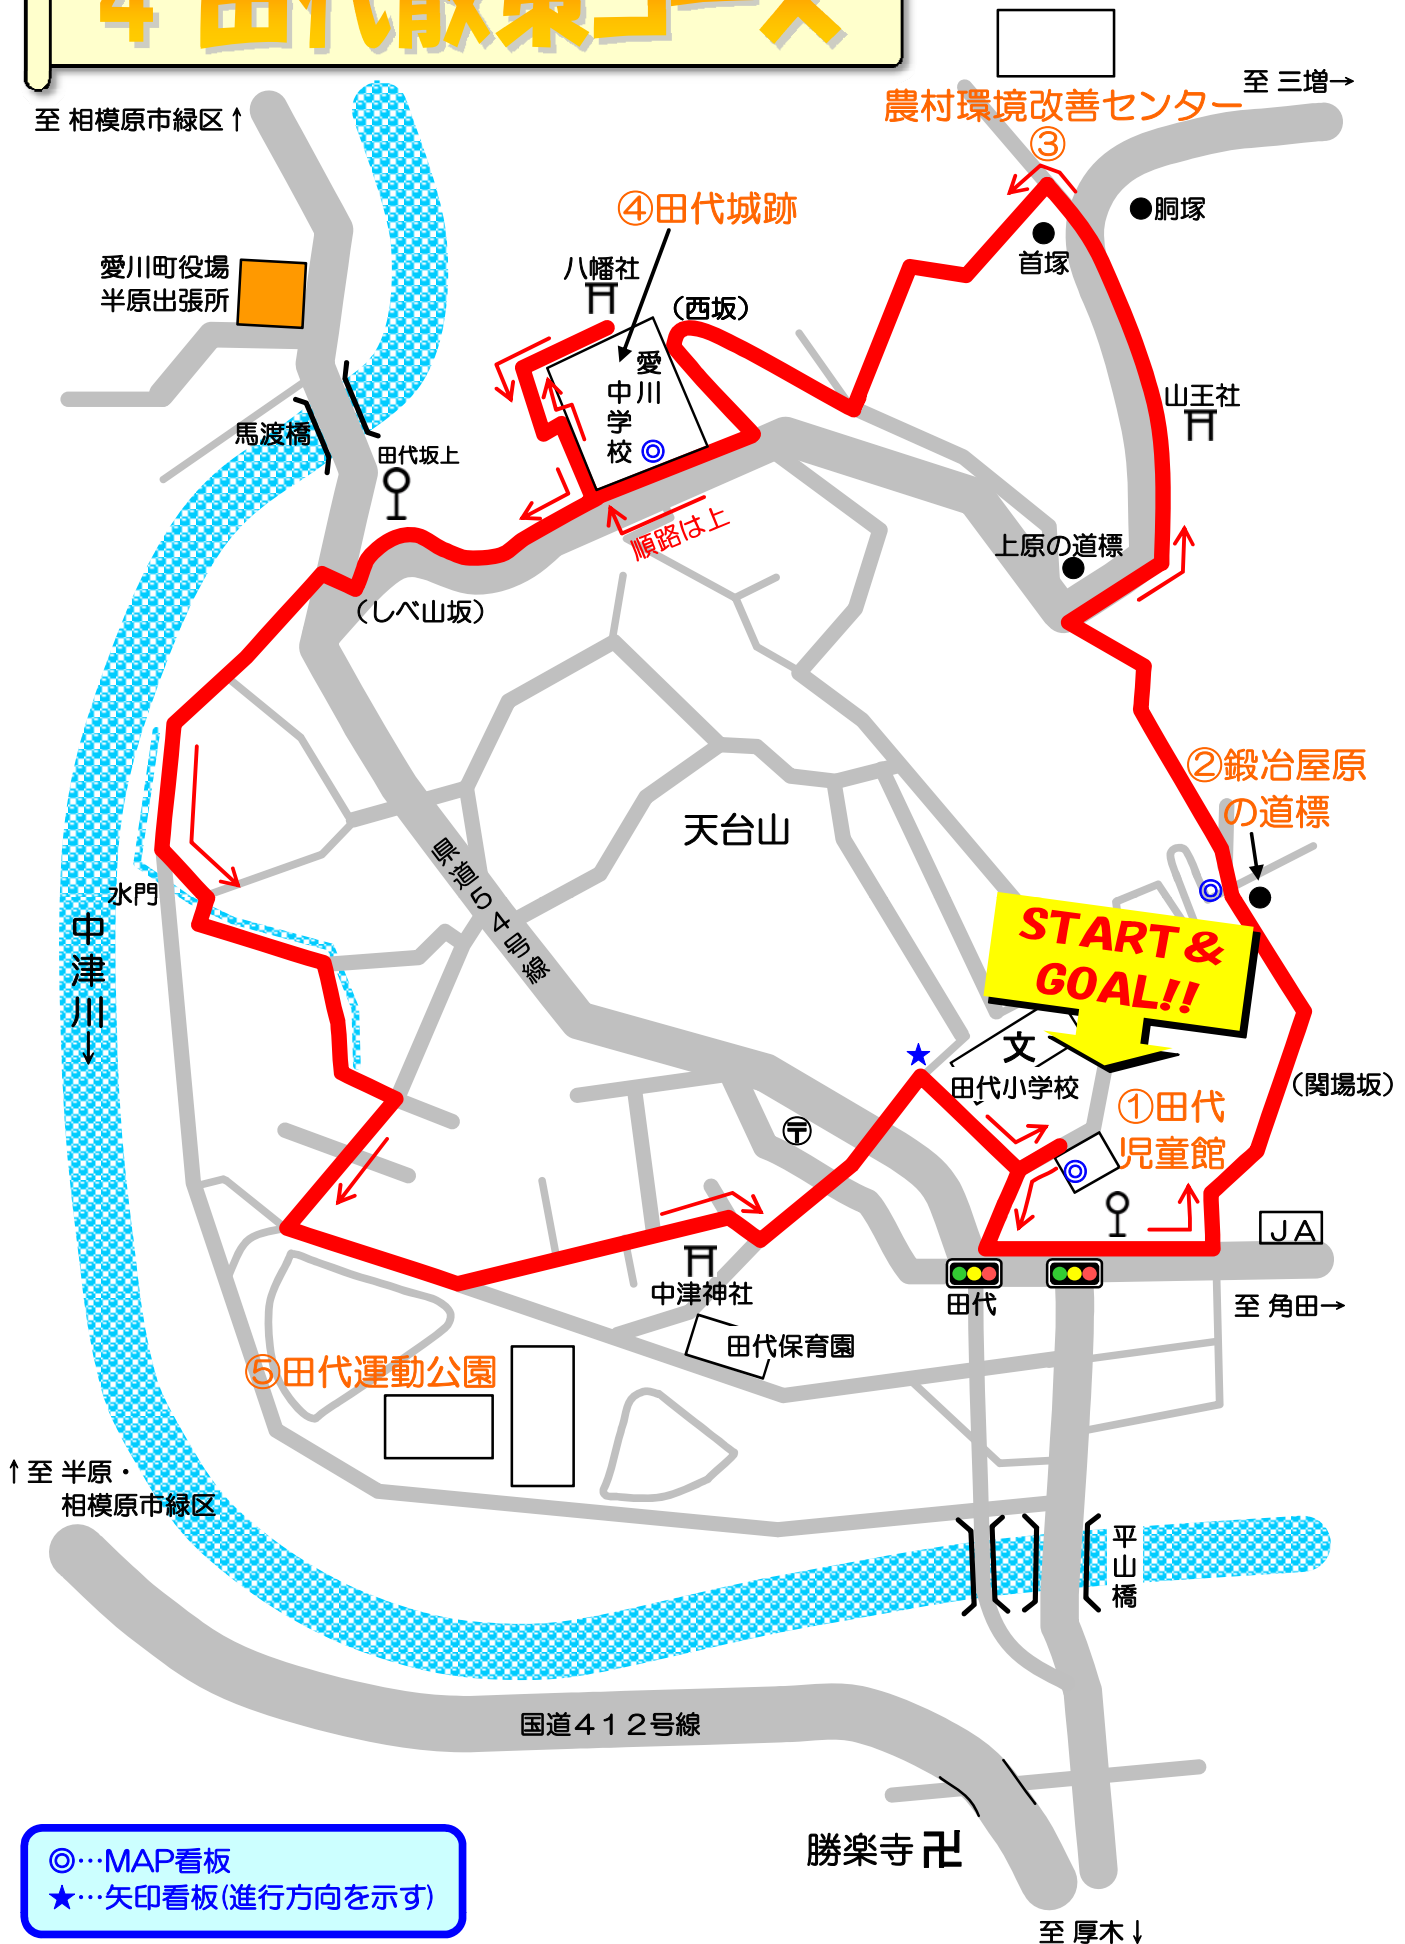 4 田代散策コース
至 三増→
至 相模原市緑区↑
農村環境改善センター
③
④田代城跡
●胴塚
首塚
八幡社
愛川町役場
半原出張所
(西坂)
愛川
中学校
◎
山王社
馬渡橋
田代坂上
順路は上
上原の道標
(しべ山坂)
②鍛冶屋原
の道標
天台山
県道54号線
水門
◎
START&
GOAL!!
中津川↓
★
文
田代小学校
(関場坂)
①田代
児童館
◎
〒
JA
中津神社
田代
至 角田→
田代保育園
⑤田代運動公園
↑至 半原・
相模原市緑区
平山橋
国道412号線
勝楽寺卍
◎…MAP看板
★…矢印看板(進行方向を示す)
至 厚木↓